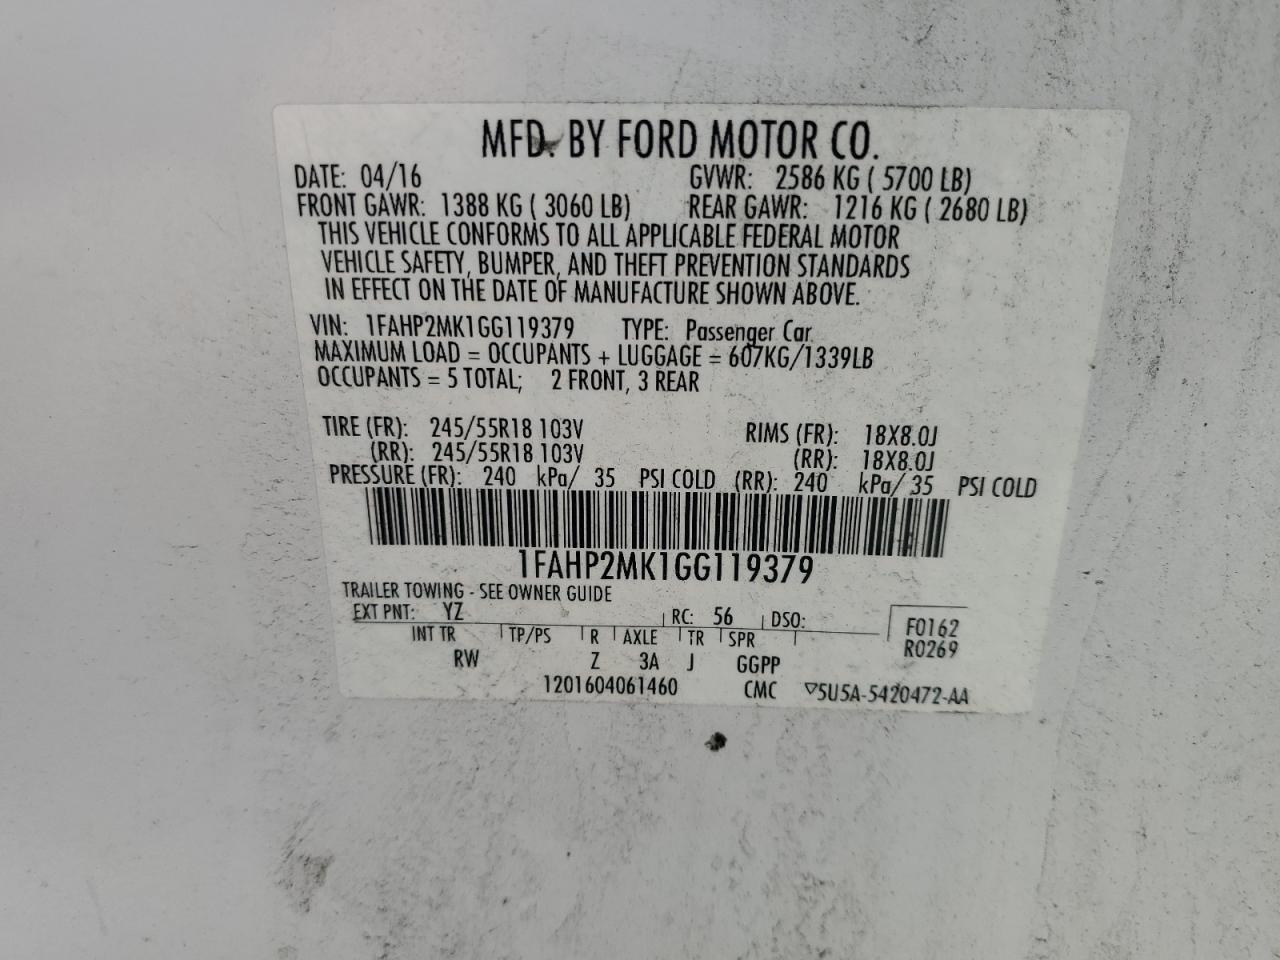 MFD. BY FORD MOTOR CO.
DATE: 04/16 GVWR: 2586 KG ( 5700 LB)
FRONT GAWR: 1388 KG ( 3060 LB) REAR GAWR: 1216 KG ( 2680 LB)
THIS VEHICLE CONFORMS TO ALL APPLICABLE FEDERAL MOTOR
VEHICLE SAFETY, BUMPER, AND THEFT PREVENTION STANDARDS
IN EFFECT ON THE DATE OF MANUFACTURE SHOWN ABOVE.
VIN: 1FAHP2MK1GG119379 TYPE: Passenger Car
MAXIMUM LOAD = OCCUPANTS + LUGGAGE = 607KG/1339LB
OCCUPANTS = 5 TOTAL; 2 FRONT, 3 REAR
TIRE (FR): 245/55R18 103V RIMS (FR): 18X8.0J
(RR): 245/55R18 103V (RR): 18X8.0J
PRESSURE (FR): 240 kPa/ 35 PSI COLD (RR): 240 kPa/ 35 PSI COLD
1FAHP2MK1GG119379
TRAILER TOWING - SEE OWNER GUIDE
EXT PNT: YZ RC: 56 DSO: F0162
INT TR TP/PS R AXLE TR SPR R0269
RW Z 3A J GGPP
1201604061460 CMC ▽5U5A-5420472-AA